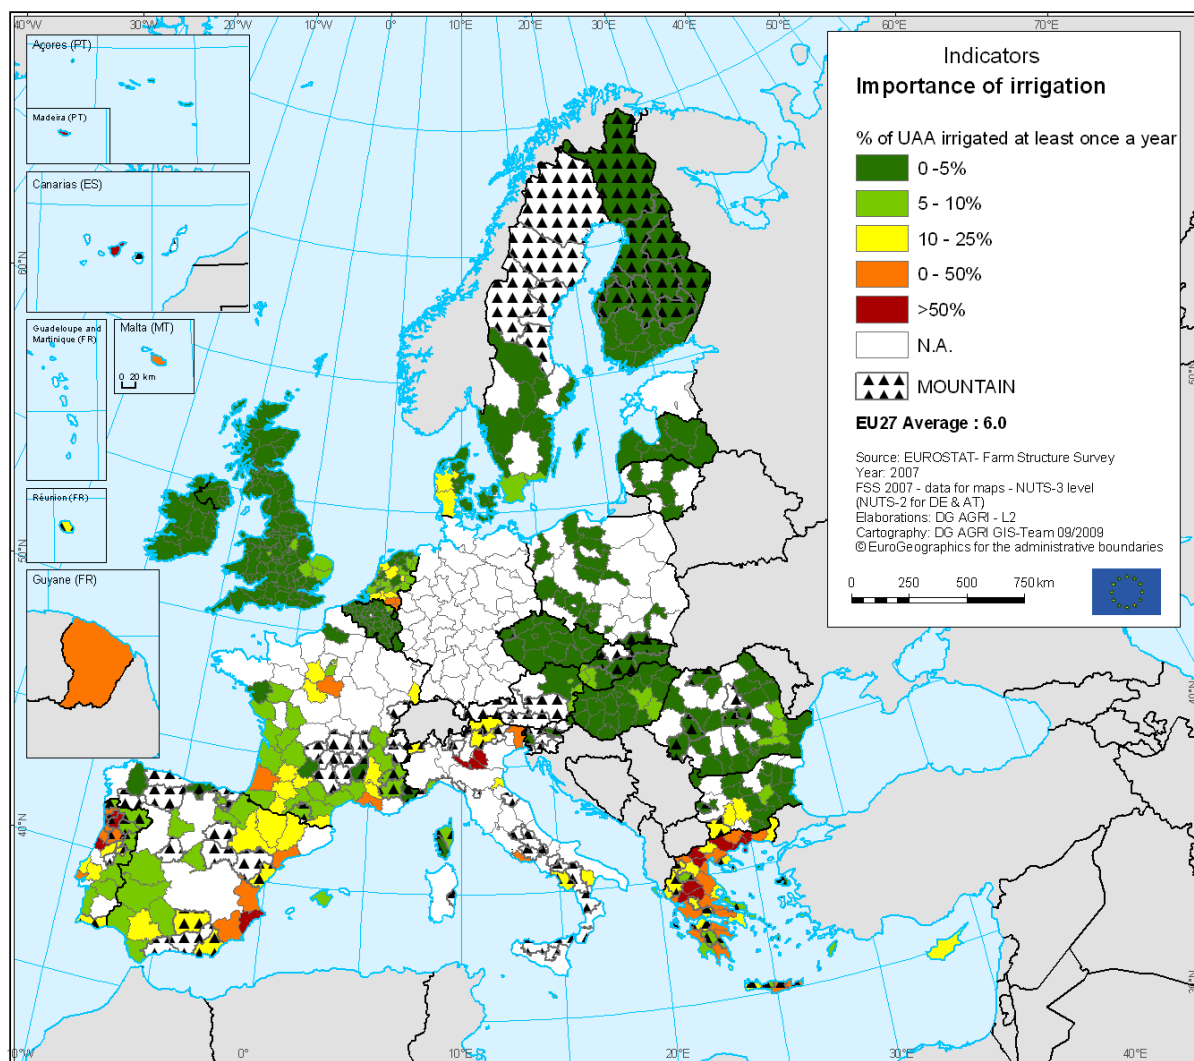 40°W
30°W
20°W
10°W
0°
10°E
20°E
30°E
40°E
50°E
60°E
70°E
Açores (PT)
Madeira (PT)
Canarias (ES)
Guadeloupe and
Martinique (FR)
Malta (MT)
0 20 km
Réunion (FR)
Guyane (FR)
60°N
50°N
40°N
Indicators
Importance of irrigation
% of UAA irrigated at least once a year
0 -5%
5 - 10%
10 - 25%
0 - 50%
>50%
N.A.
MOUNTAIN
EU27 Average : 6.0
Source: EUROSTAT- Farm Structure Survey
Year: 2007
FSS 2007 - data for maps - NUTS-3 level
(NUTS-2 for DE & AT)
Elaborations: DG AGRI - L2
Cartography: DG AGRI GIS-Team 09/2009
© EuroGeographics for the administrative boundaries
0 250 500 750 km
50°N
40°N
30°N
10°W
0°
10°E
20°E
30°E
40°E